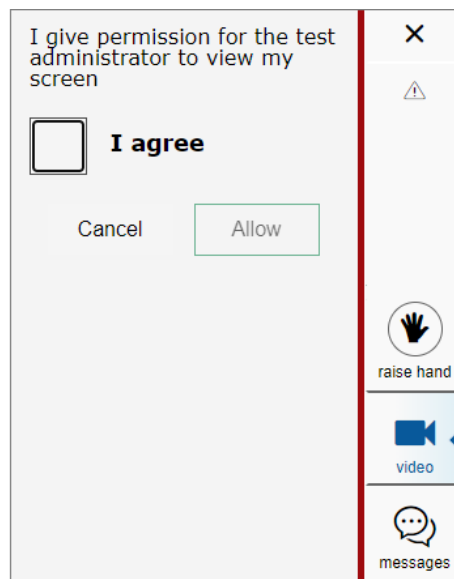 I give permission for the test
administrator to view my
screen
I agree
Cancel
Allow
raise hand
video
messages